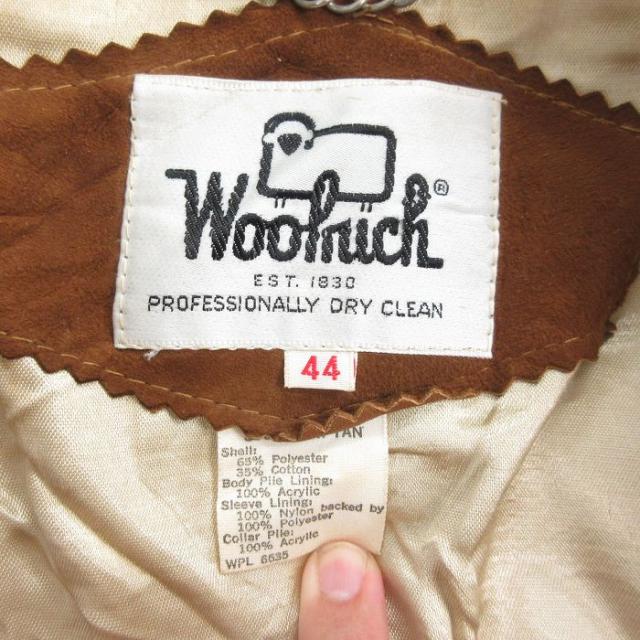 Woolrich®
EST. 1830
PROFESSIONALLY DRY CLEAN
44
TAN
Shell:
65% Polyester
35% Cotton
Body Pile Lining:
100% Acrylic
Sleeve Lining:
100% Nylon backed by
100% Polyester
Collar Pile:
100% Acrylic
WPL 6635